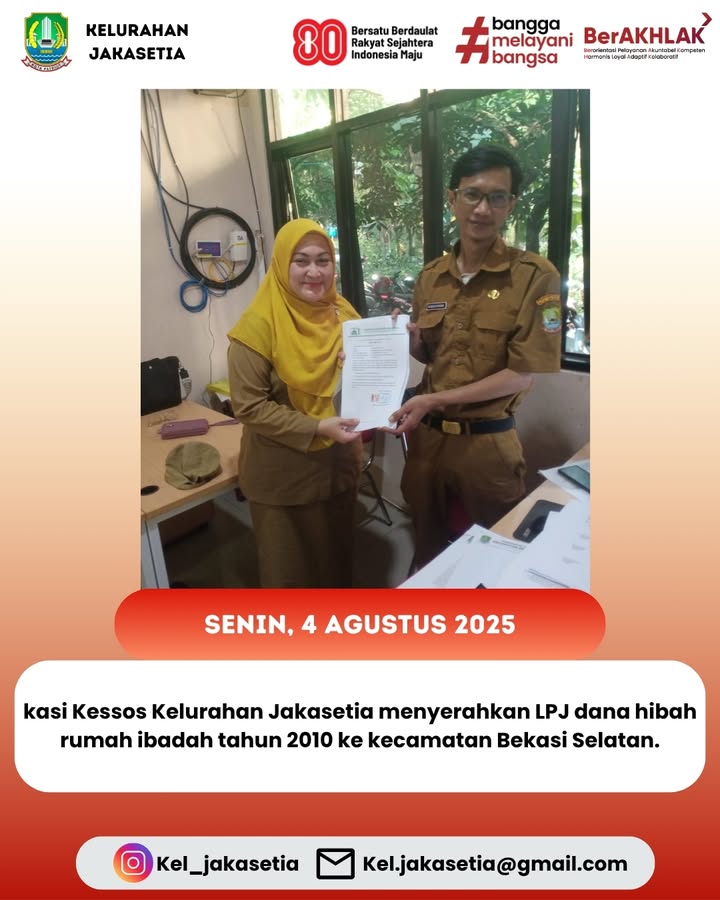 KELURAHAN
JAKASETIA
80
Bersatu Berdaulat
Rakyat Sejahtera
Indonesia Maju
#bangga
melayani
bangsa
BerAKHLAK
Berorientasi Pelayanan Akuntabel Kompeten
Harmonis Loyal Adaptif Kolaboratif
SENIN, 4 AGUSTUS 2025
kasi Kessos Kelurahan Jakasetia menyerahkan LPJ dana hibah
rumah ibadah tahun 2010 ke kecamatan Bekasi Selatan.
Kel_jakasetia
Kel.jakasetia@gmail.com